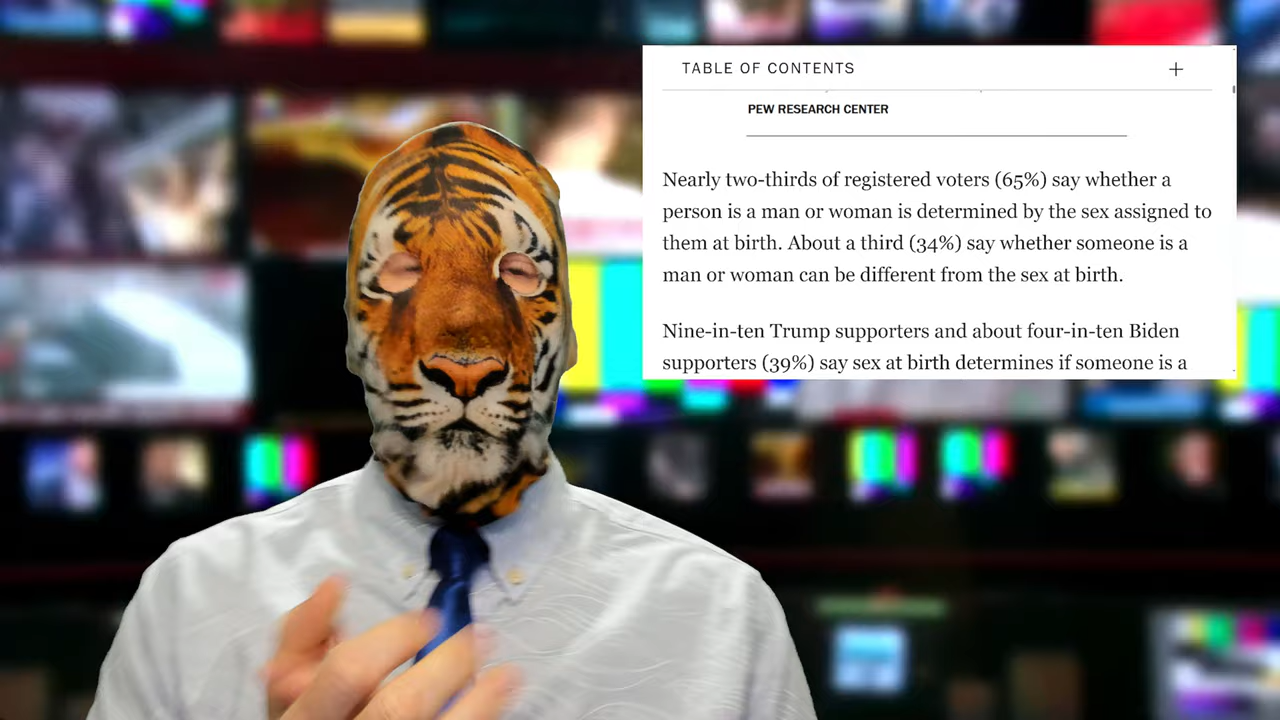 TABLE OF CONTENTS +
PEW RESEARCH CENTER
Nearly two-thirds of registered voters (65%) say whether a
person is a man or woman is determined by the sex assigned to
them at birth. About a third (34%) say whether someone is a
man or woman can be different from the sex at birth.
Nine-in-ten Trump supporters and about four-in-ten Biden
supporters (39%) say sex at birth determines if someone is a